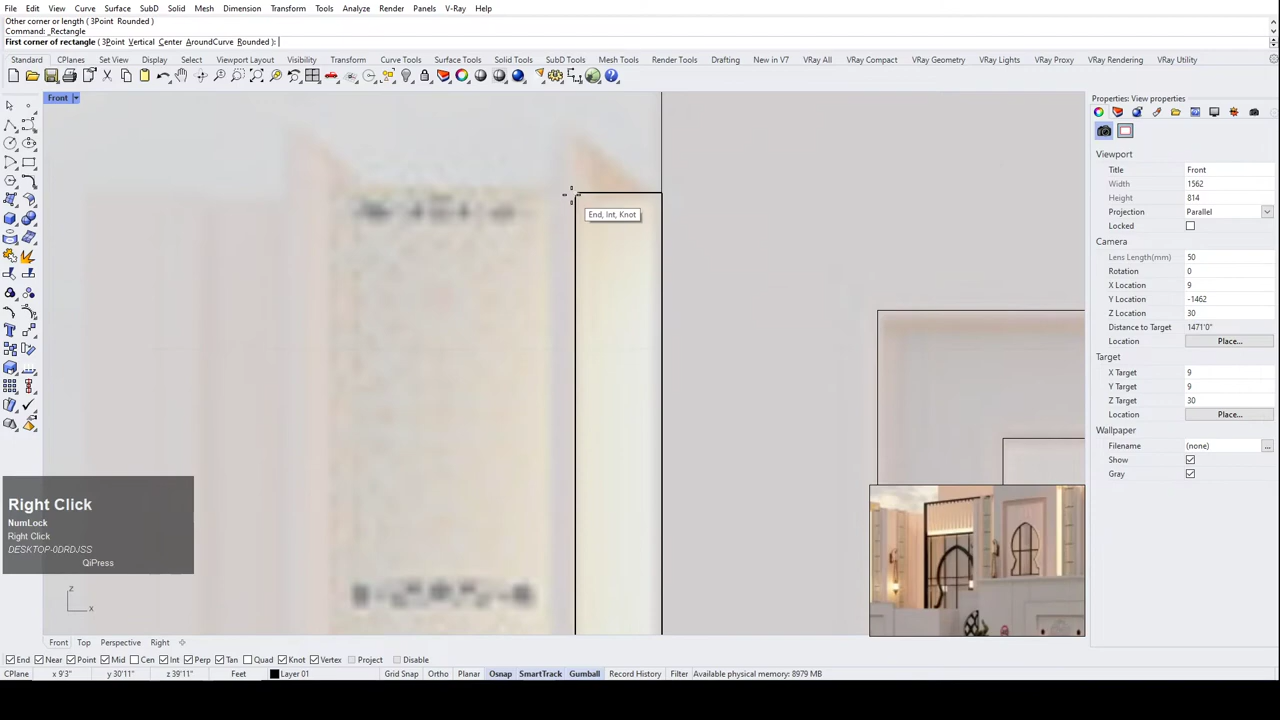 File Edit View Curve Surface SubD Solid Mesh Dimension Transform Tools Analyze Render Panels V-Ray Help
Other corner or length ( 3Point Rounded )
Command: _Rectangle
First corner of rectangle ( 3Point Vertical Center AroundCurve Rounded ):
Standard CPlanes Set View Display Select Viewport Layout Visibility Transform Curve Tools Surface Tools Solid Tools SubD Tools Mesh Tools Render Tools Drafting New in V7 VRay All VRay Compact VRay Geometry VRay Lights VRay Proxy VRay Rendering VRay Utility
Front
Properties: View properties
End, Int, Knot
Viewport
Title Front
Width 1562
Height 814
Projection Parallel
Locked
Camera
Lens Length(mm) 50
Rotation 0
X Location 9
Y Location -1462
Z Location 30
Distance to Target 1471'0"
Location Place...
Target
X Target 9
Y Target 9
Z Target 30
Location Place...
Wallpaper
Filename (none) ...
Show
Gray
Right Click
NumLock
Right Click
DESKTOP-0DRDJSS
QiPress
z
x
Front Top Perspective Right
End Near Point Mid Cen Int Perp Tan Quad Knot Vertex Project Disable
CPlane x 9'3" y 30'11" z 39'11" Feet Layer 01 Grid Snap Ortho Planar Osnap SmartTrack Gumball Record History Filter Available physical memory: 8979 MB